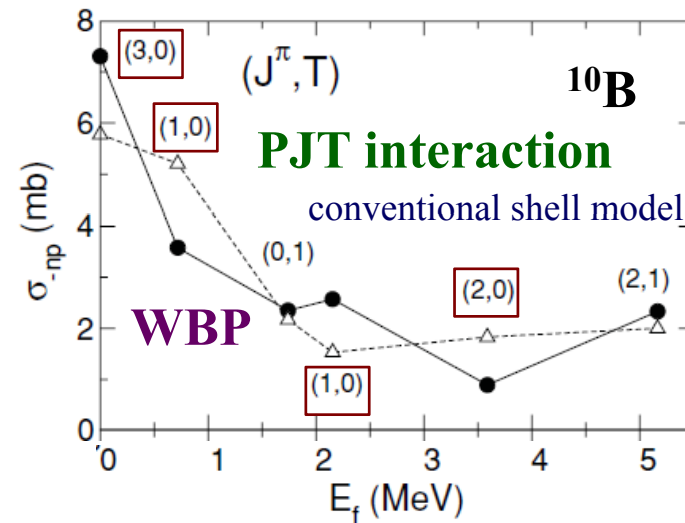 8
(3,0)
(J^π,T)
¹⁰B
6
(1,0)
PJT interaction
conventional shell model
4
(0,1)
(2,0)
(2,1)
WBP
2
(1,0)
0
0 1 2 3 4 5
E_f (MeV)
σ_-np (mb)